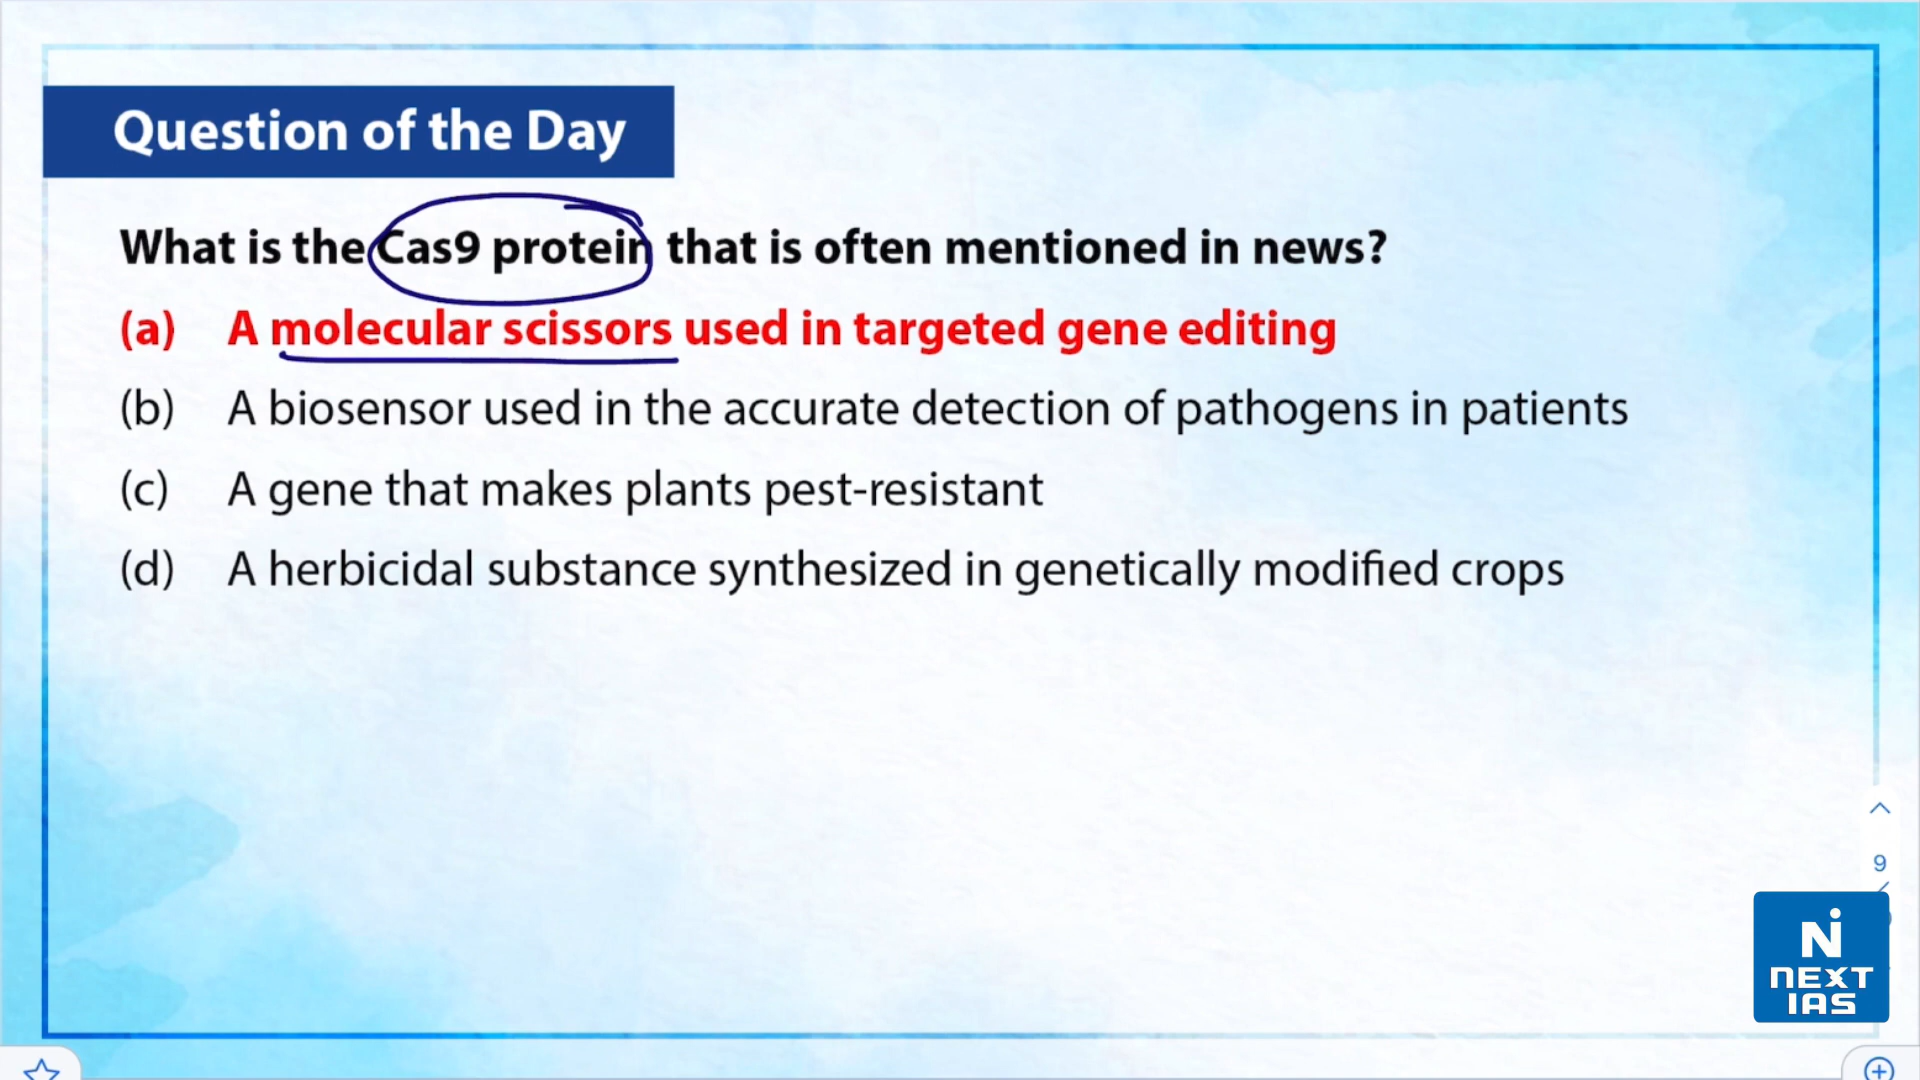 Question of the Day
What is the Cas9 protein that is often mentioned in news?
(a) A molecular scissors used in targeted gene editing
(b) A biosensor used in the accurate detection of pathogens in patients
(c) A gene that makes plants pest-resistant
(d) A herbicidal substance synthesized in genetically modified crops
9
N
NEXT
IAS